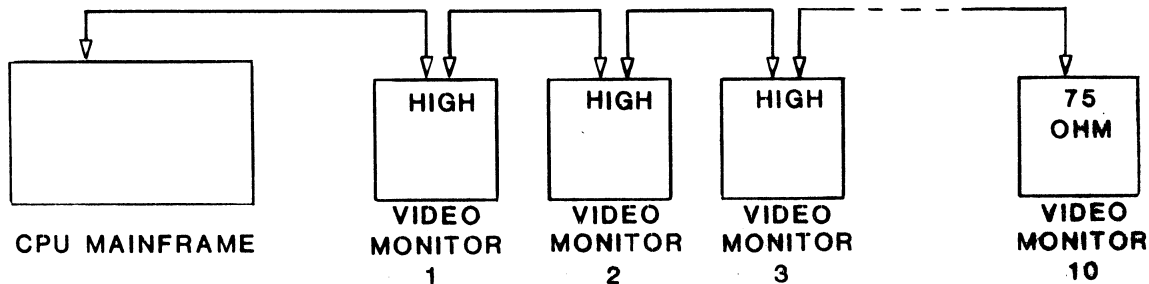 HIGH
HIGH
HIGH
75
OHM
CPU MAINFRAME
VIDEO
MONITOR
1
VIDEO
MONITOR
2
VIDEO
MONITOR
3
VIDEO
MONITOR
10